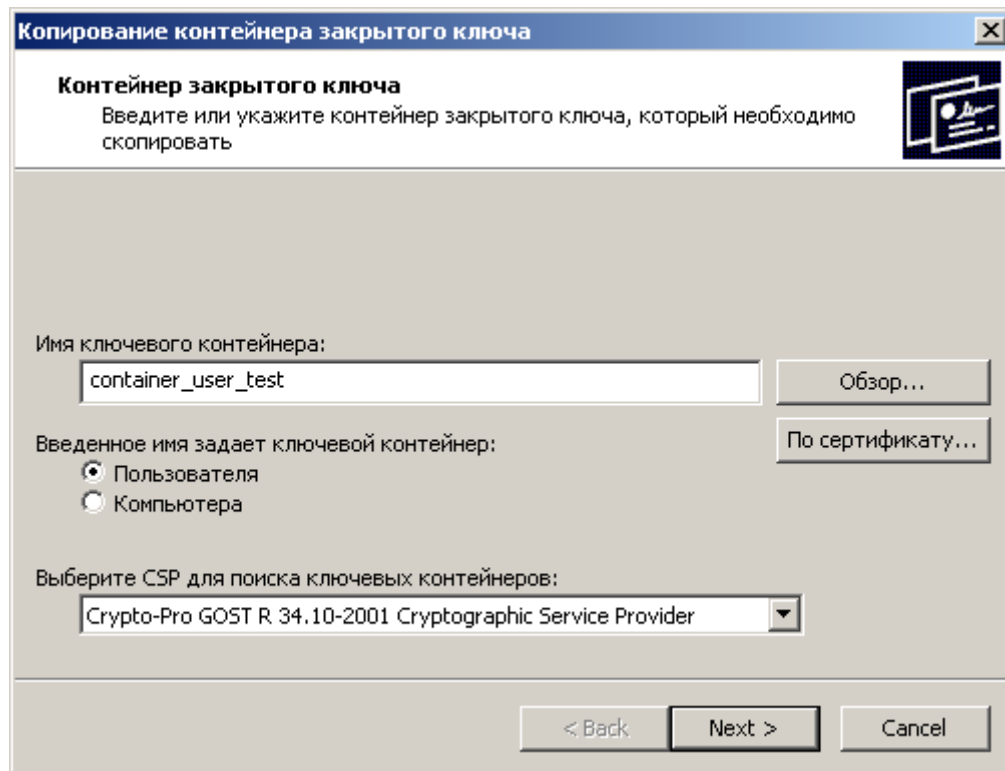 Копирование контейнера закрытого ключа
Контейнер закрытого ключа
Введите или укажите контейнер закрытого ключа, который необходимо
скопировать
Имя ключевого контейнера:
container_user_test
Обзор...
Введенное имя задает ключевой контейнер:
По сертификату...
Пользователя
Компьютера
Выберите CSP для поиска ключевых контейнеров:
Crypto-Pro GOST R 34.10-2001 Cryptographic Service Provider
< Back
Next >
Cancel